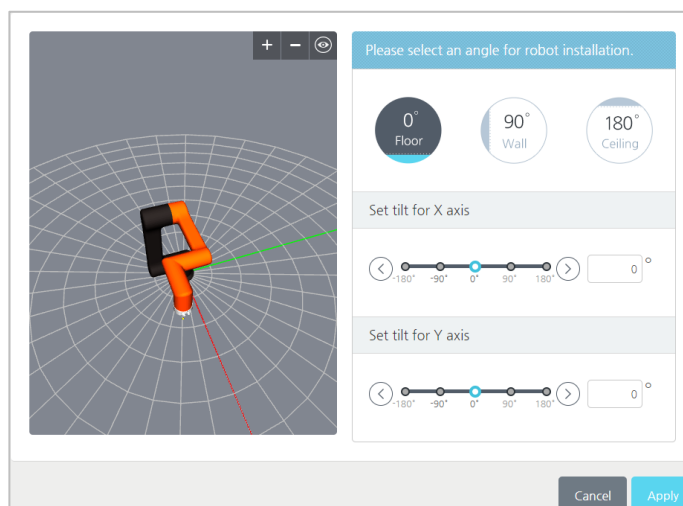 + −
Please select an angle for robot installation.
0° 90° 180°
Floor Wall Ceiling
Set tilt for X axis
-180° -90° 0° 90° 180° 0 °
Set tilt for Y axis
-180° -90° 0° 90° 180° 0 °
Cancel Apply